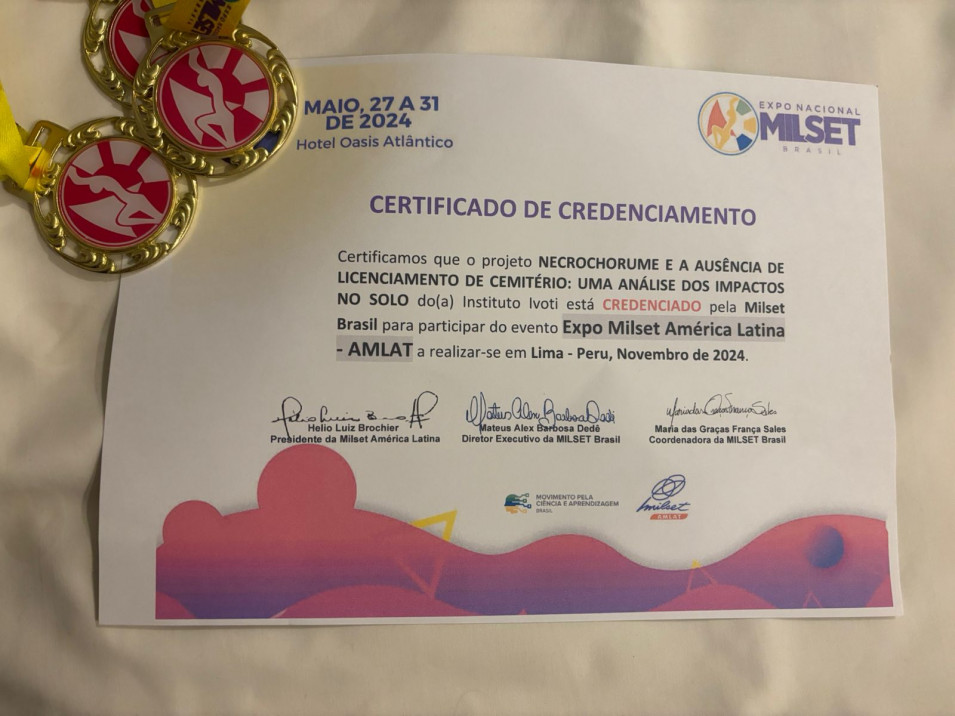 MAIO, 27 A 31
DE 2024
Hotel Oasis Atlântico
EXPO NACIONAL
MILSET
BRASIL
CERTIFICADO DE CREDENCIAMENTO
Certificamos que o projeto NECROCHORUME E A AUSÊNCIA DE
LICENCIAMENTO DE CEMITÉRIO: UMA ANÁLISE DOS IMPACTOS
NO SOLO do(a) Instituto Ivoti está CREDENCIADO pela Milset
Brasil para participar do evento Expo Milset América Latina
- AMLAT a realizar-se em Lima - Peru, Novembro de 2024.
Helio Luiz Brochier
Presidente da Milset América Latina
Mateus Alex Barbosa Dedê
Diretor Executivo da MILSET Brasil
Maria das Graças França Sales
Coordenadora da MILSET Brasil
MOVIMENTO PELA
CIÊNCIA E APRENDIZAGEM
BRASIL
milset
AMLAT